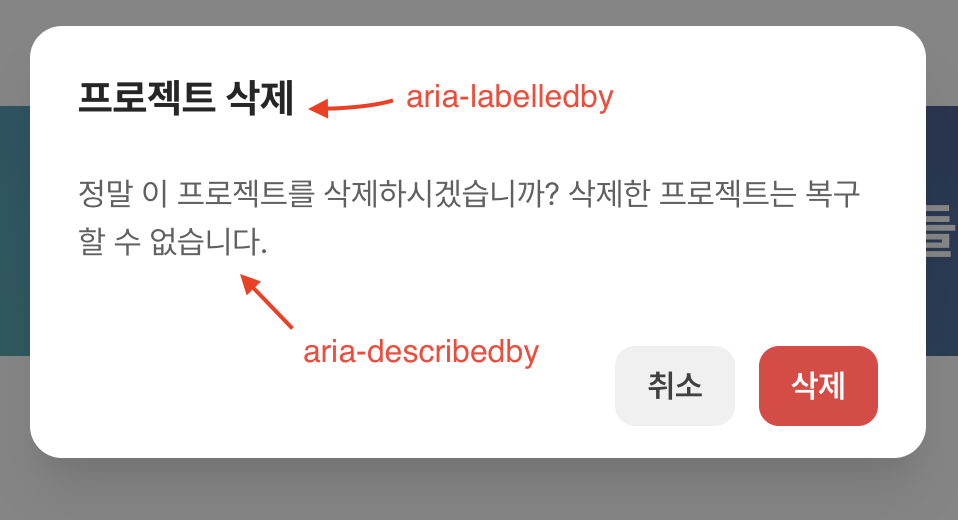 프로젝트 삭제
aria-labelledby
정말 이 프로젝트를 삭제하시겠습니까? 삭제한 프로젝트는 복구
할 수 없습니다.
를
aria-describedby
취소
삭제